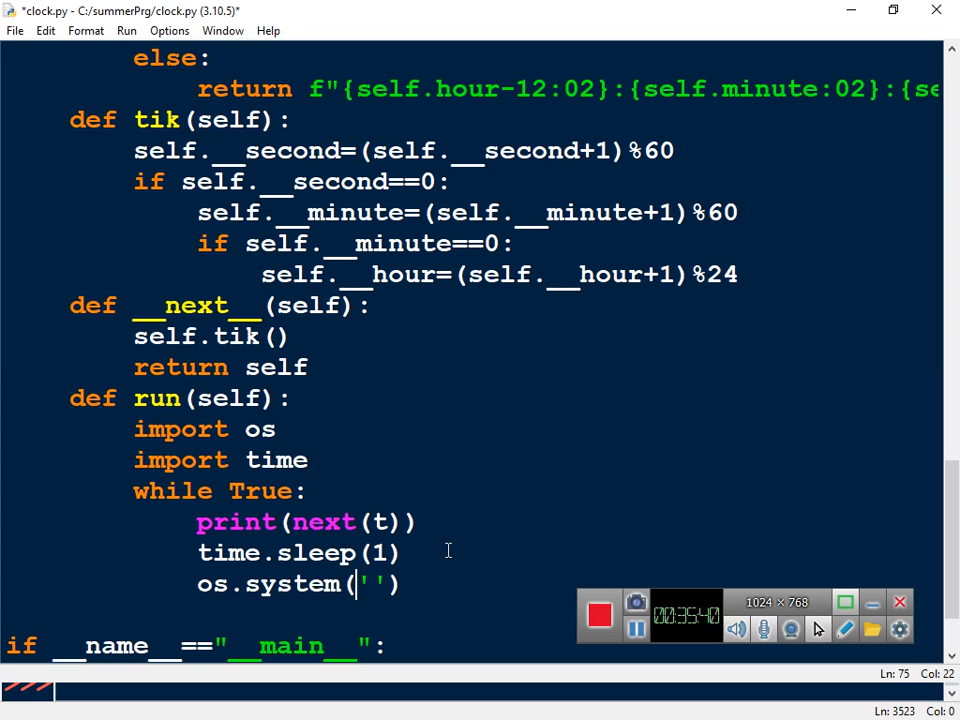 *clock.py - C:/summerPrg/clock.py (3.10.5)*
File Edit Format Run Options Window Help
else:
return f"{self.hour-12:02}:{self.minute:02}:{se
def tik(self):
self.__second=(self.__second+1)%60
if self.__second==0:
self.__minute=(self.__minute+1)%60
if self.__minute==0:
self.__hour=(self.__hour+1)%24
def __next__(self):
self.tik()
return self
def run(self):
import os
import time
while True:
print(next(t))
time.sleep(1)
os.system('')
1024 × 768
00:35:40
if __name__=="__main__":
Ln: 75 Col: 22
Ln: 3523 Col: 0